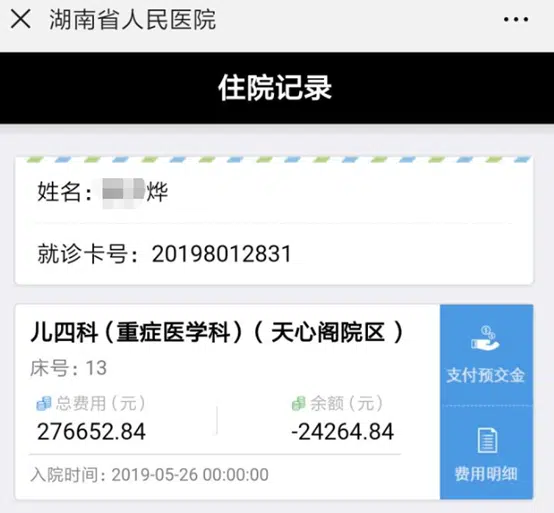 湖南省人民医院
住院记录
姓名：烨
就诊卡号：20198012831
儿四科（重症医学科）（ 天心阁院区 ）
床号：13
总费用（元） 余额（元）
276652.84 -24264.84
入院时间：2019-05-26 00:00:00
支付预交金
费用明细